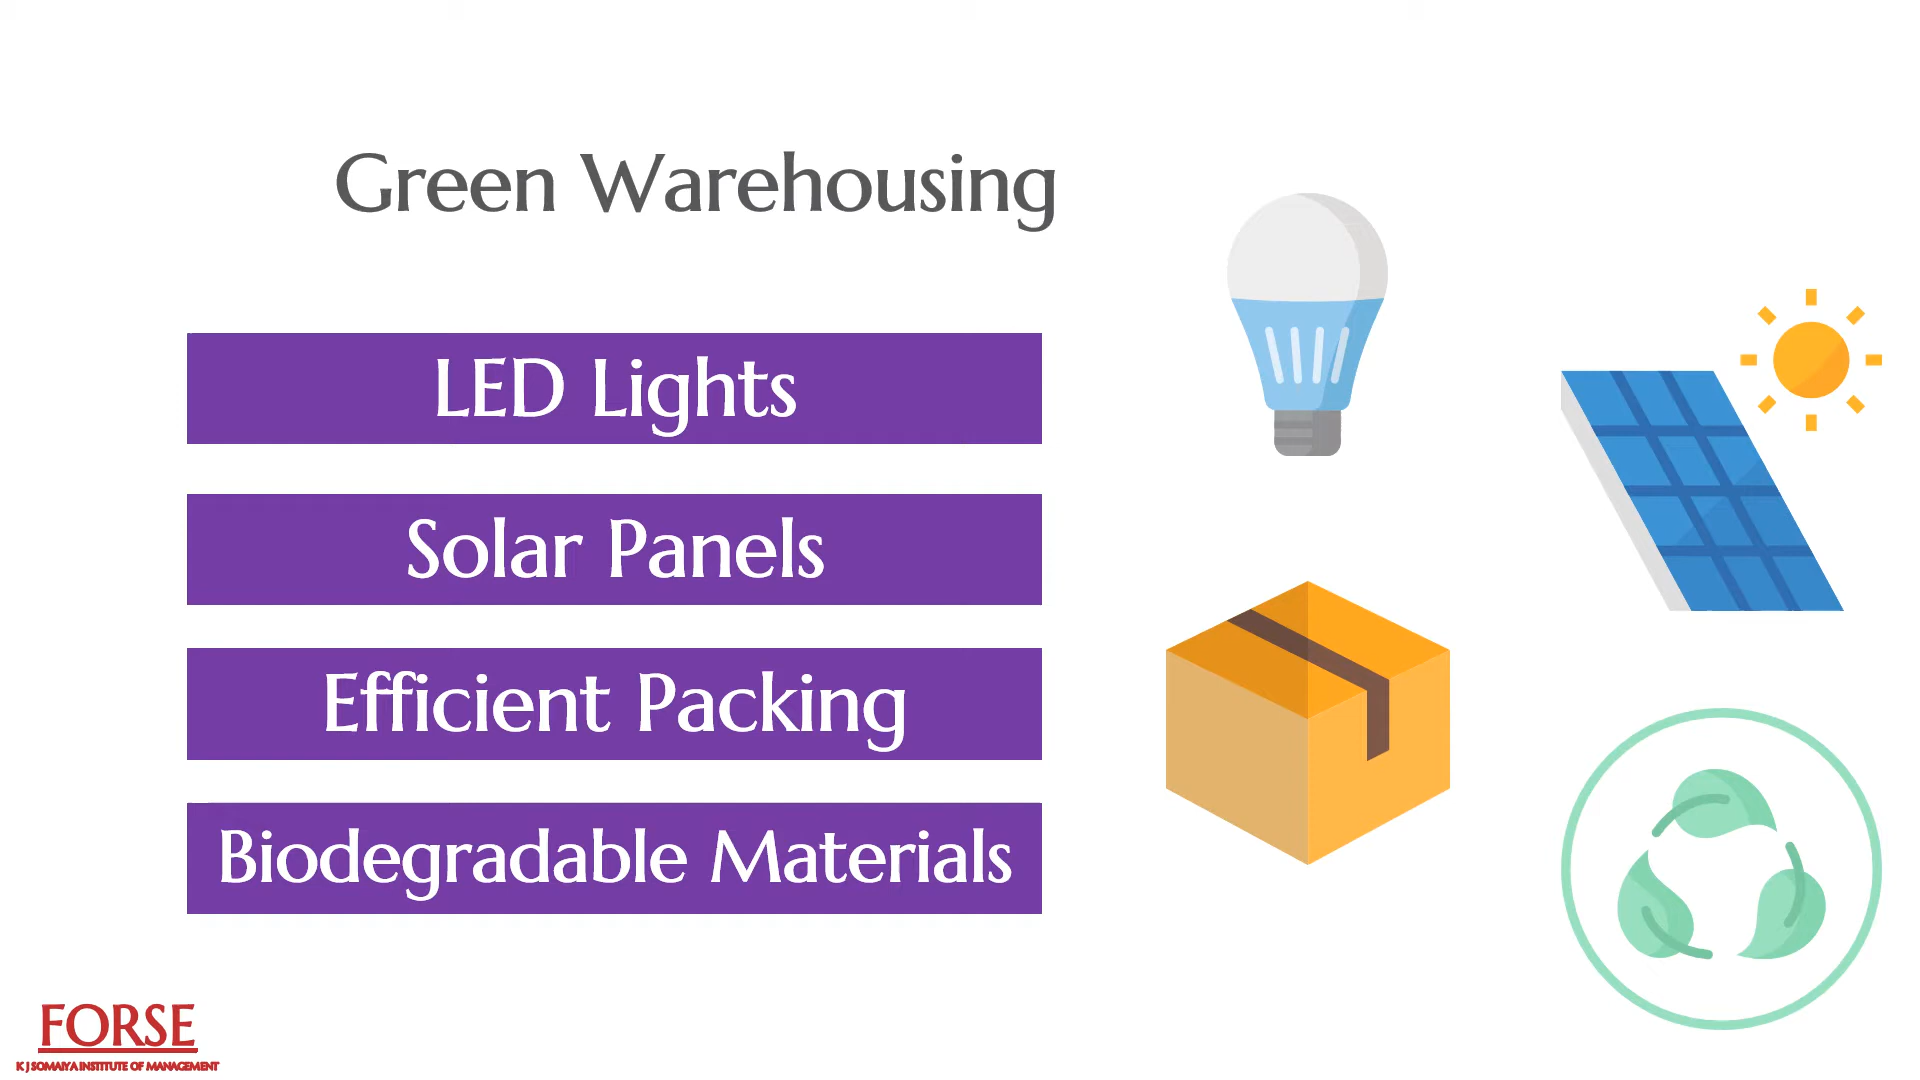 Green Warehousing
LED Lights
Solar Panels
Efficient Packing
Biodegradable Materials
FORSE
K J SOMAIYA INSTITUTE OF MANAGEMENT